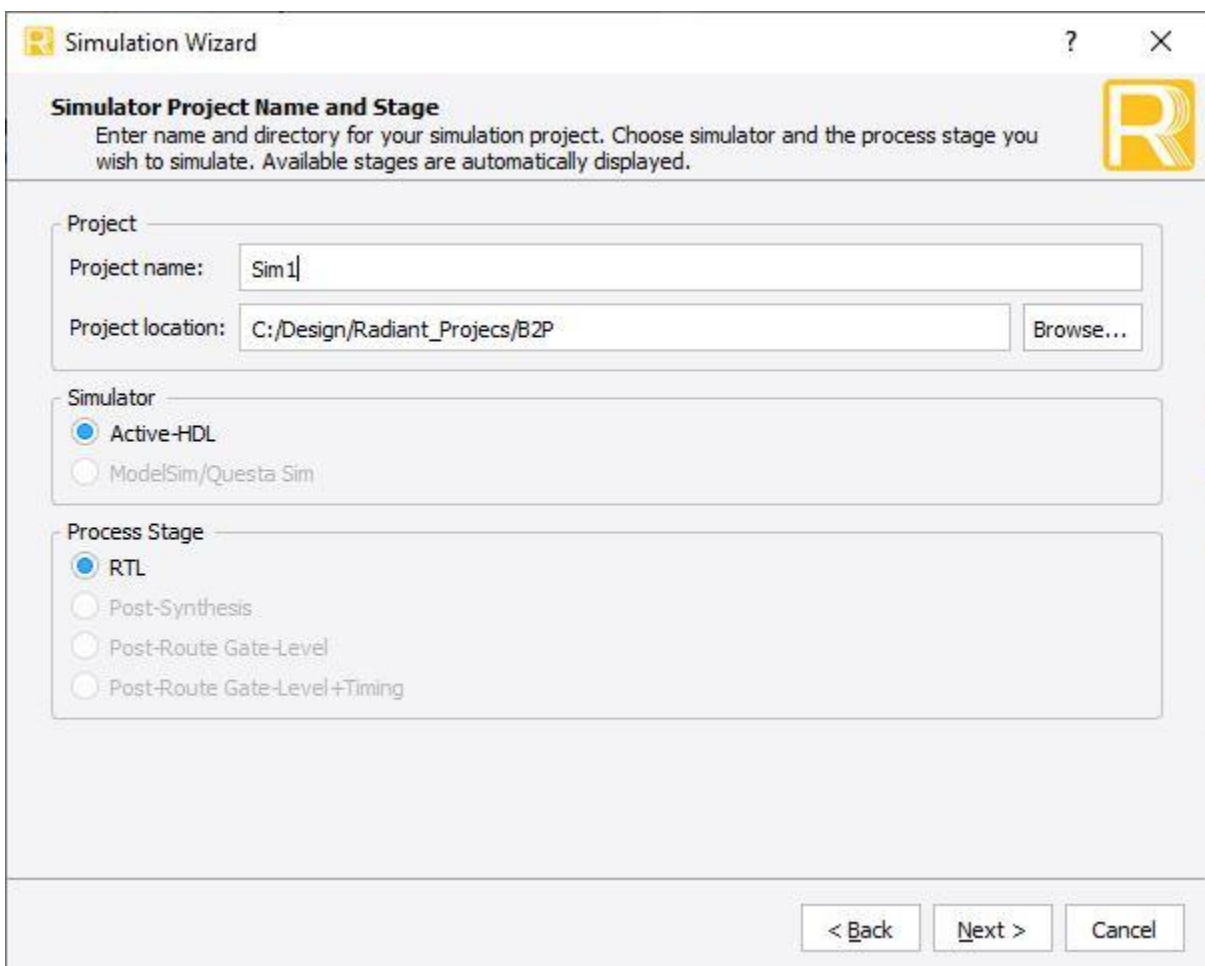 Simulation Wizard
?
Simulator Project Name and Stage
Enter name and directory for your simulation project. Choose simulator and the process stage you
wish to simulate. Available stages are automatically displayed.
R
Project
Project name: Sim1
Project location: C:/Design/Radiant_Projecs/B2P Browse...
Simulator
Active-HDL
ModelSim/Questa Sim
Process Stage
RTL
Post-Synthesis
Post-Route Gate-Level
Post-Route Gate-Level+Timing
< Back Next > Cancel